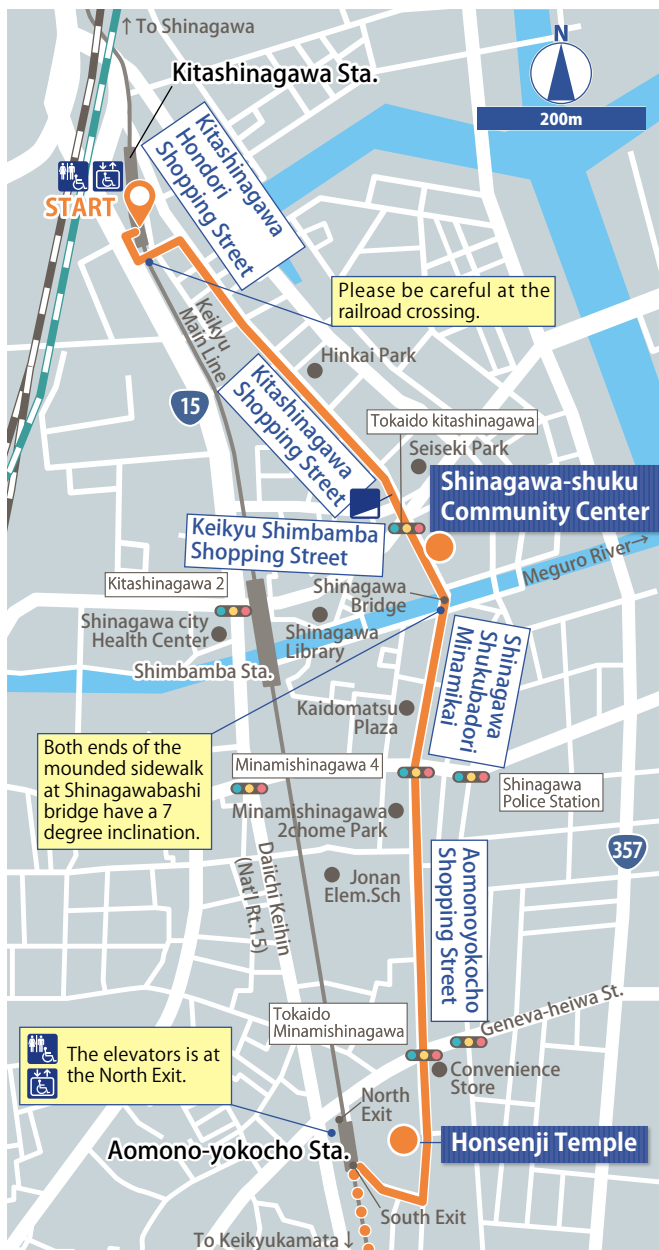 ↑ To Shinagawa
Kitashinagawa Sta.
N
200m
Kitashinagawa
Hondori
Shopping Street
START
Please be careful at the
railroad crossing.
Keikyu
Main Line
Hinkai Park
15
Kitashinagawa
Shopping Street
Tokaido kitashinagawa
Seiseki Park
Shinagawa-shuku
Community Center
Keikyu Shimbamba
Shopping Street
Meguro River→
Kitashinagawa 2
Shinagawa
Bridge
Shinagawa city
Health Center
Shinagawa
Library
Shimbamba Sta.
Shinagawa
Shukubadori
Minamikai
Kaidomatsu
Plaza
Both ends of the
mounded sidewalk
at Shinagawabashi
bridge have a 7
degree inclination.
Minamishinagawa 4
Shinagawa
Police Station
Minamishinagawa
2chome Park
357
Jonan
Elem.Sch
Aomonoyokocho
Shopping Street
Daiichi Keihin
(Nat'l Rt.15)
Tokaido
Minamishinagawa
Geneva-heiwa St.
The elevators is at
the North Exit.
Convenience
Store
North
Exit
Aomono-yokocho Sta.
Honsenji Temple
South Exit
To Keikyukamata ↓